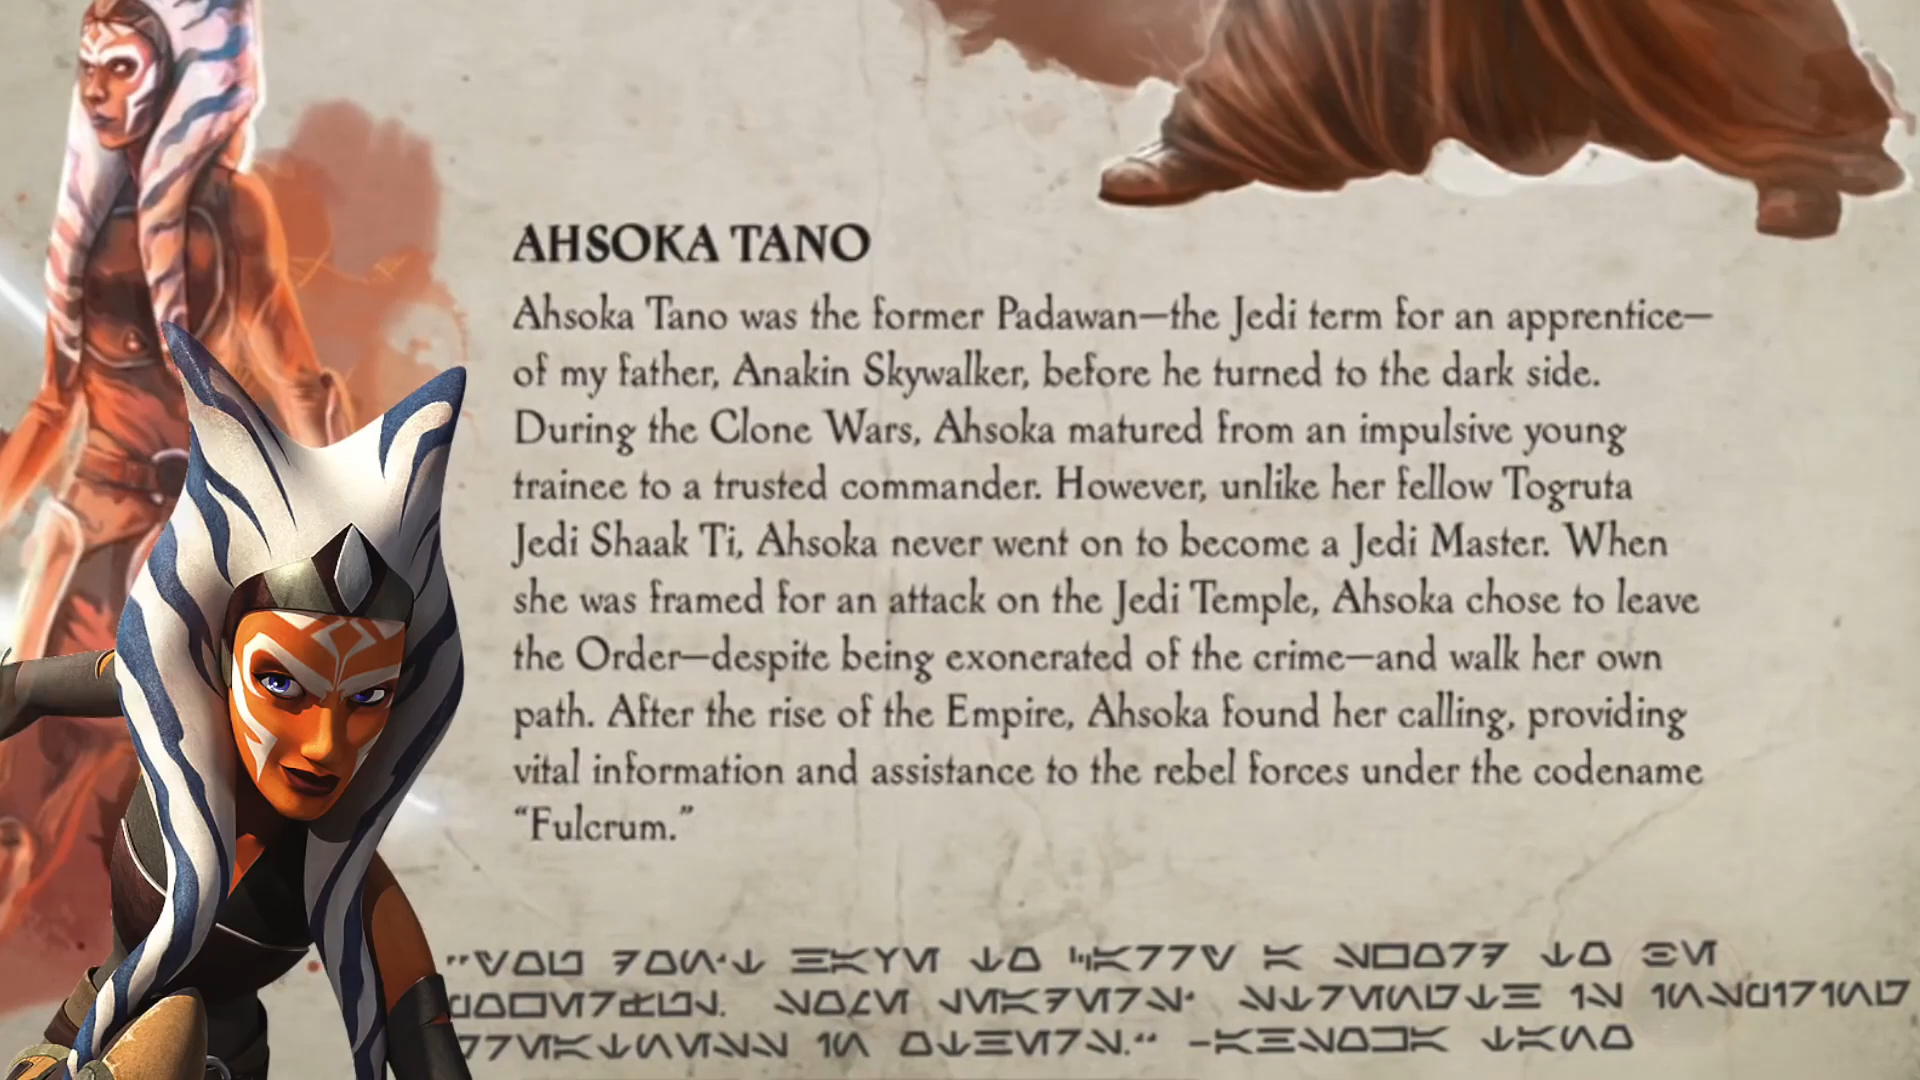 AHSOKA TANO
Ahsoka Tano was the former Padawan—the Jedi term for an apprentice—
of my father, Anakin Skywalker, before he turned to the dark side.
During the Clone Wars, Ahsoka matured from an impulsive young
trainee to a trusted commander. However, unlike her fellow Togruta
Jedi Shaak Ti, Ahsoka never went on to become a Jedi Master. When
she was framed for an attack on the Jedi Temple, Ahsoka chose to leave
the Order—despite being exonerated of the crime—and walk her own
path. After the rise of the Empire, Ahsoka found her calling, providing
vital information and assistance to the rebel forces under the codename
“Fulcrum.”